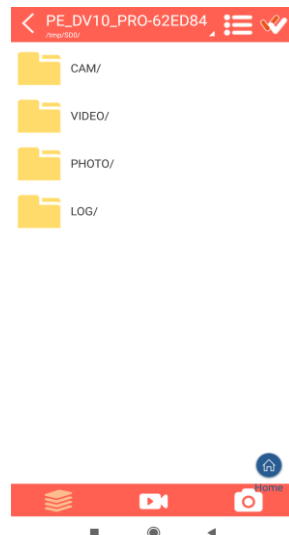 PE_DV10_PRO-62ED84
/tmp/SD0/
CAM/
VIDEO/
PHOTO/
LOG/
Home